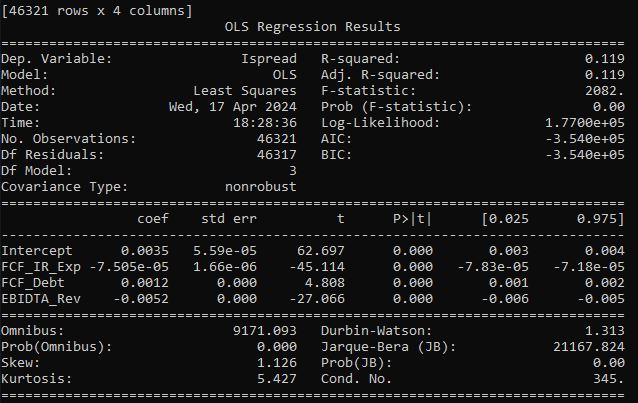 [46321 rows x 4 columns]
OLS Regression Results
==============================================================================
Dep. Variable:                Ispread   R-squared:                       0.119
Model:                            OLS   Adj. R-squared:                  0.119
Method:                 Least Squares   F-statistic:                     2082.
Date:                Wed, 17 Apr 2024   Prob (F-statistic):               0.00
Time:                        18:28:36   Log-Likelihood:             1.7700e+05
No. Observations:               46321   AIC:                        -3.540e+05
Df Residuals:                   46317   BIC:                        -3.540e+05
Df Model:                           3
Covariance Type:            nonrobust
==============================================================================
coef    std err          t      P>|t|      [0.025      0.975]
------------------------------------------------------------------------------
Intercept      0.0035   5.59e-05     62.697      0.000       0.003       0.004
FCF_IR_Exp -7.505e-05   1.66e-06    -45.114      0.000   -7.83e-05   -7.18e-05
FCF_Debt       0.0012      0.000      4.808      0.000       0.001       0.002
EBIDTA_Rev    -0.0052      0.000    -27.066      0.000      -0.006      -0.005
==============================================================================
Omnibus:                     9171.093   Durbin-Watson:                   1.313
Prob(Omnibus):                  0.000   Jarque-Bera (JB):            21167.824
Skew:                           1.126   Prob(JB):                         0.00
Kurtosis:                       5.427   Cond. No.                         345.
==============================================================================